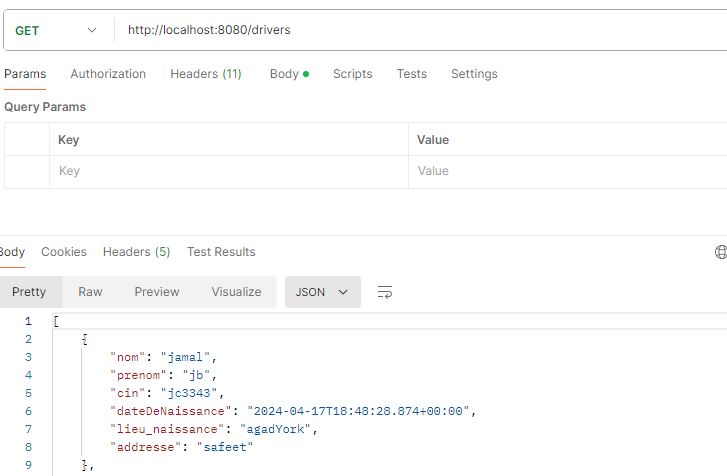 GET http://localhost:8080/drivers
Params Authorization Headers (11) Body Scripts Tests Settings
Query Params
Key Value
Key Value
Body Cookies Headers (5) Test Results
Pretty Raw Preview Visualize JSON
1 [
2 {
3 "nom": "jamal",
4 "prenom": "jb",
5 "cin": "jc3343",
6 "dateDeNaissance": "2024-04-17T18:48:28.874+00:00",
7 "lieu_naissance": "agadYork",
8 "addresse": "safeet"
9 },